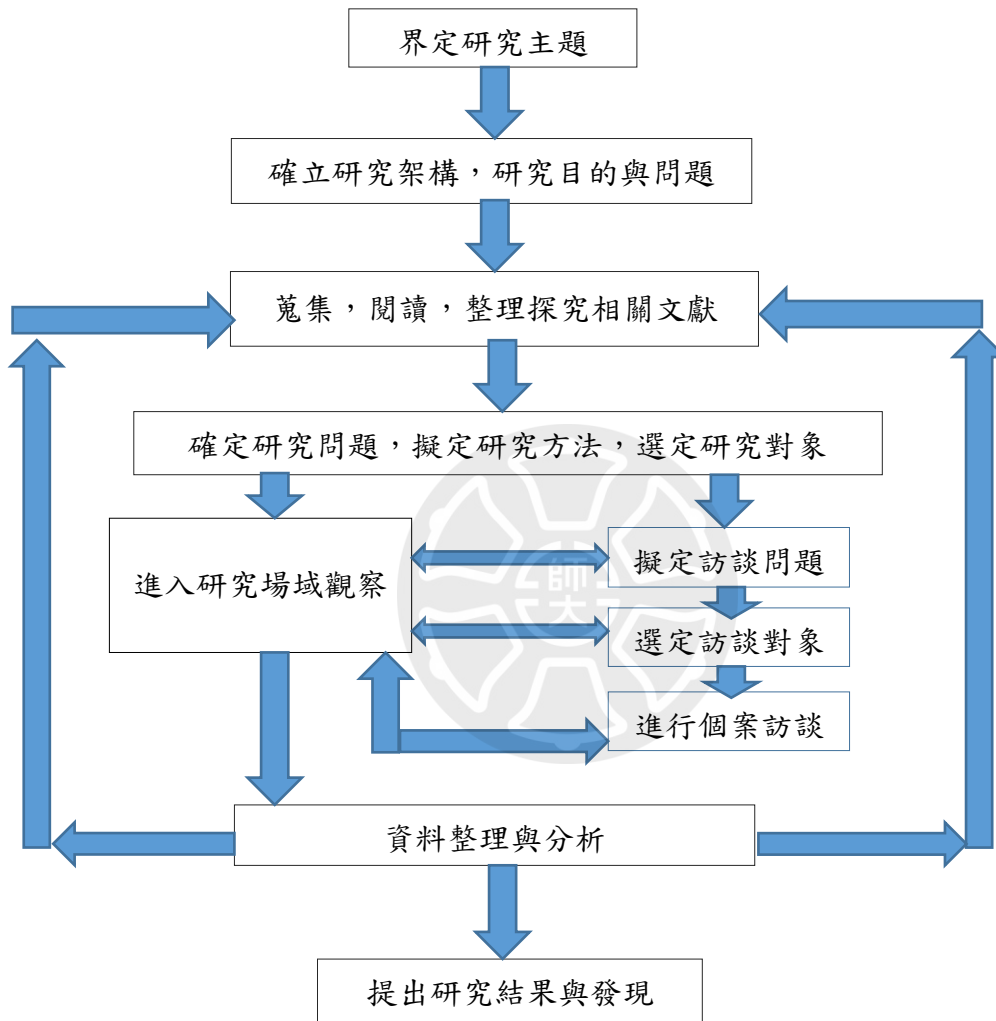 界定研究主題
確立研究架構，研究目的與問題
蒐集，閱讀，整理探究相關文獻
確定研究問題，擬定研究方法，選定研究對象
進入研究場域觀察
擬定訪談問題
師大
選定訪談對象
進行個案訪談
資料整理與分析
提出研究結果與發現